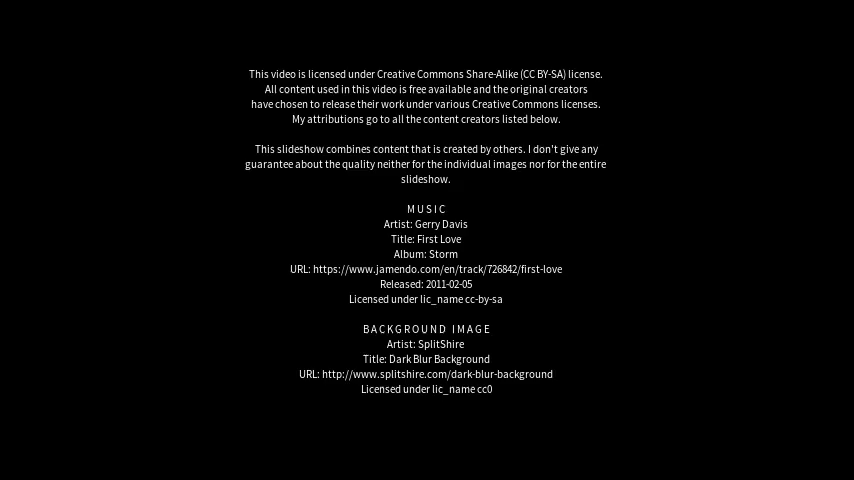 This video is licensed under Creative Commons Share-Alike (CC BY-SA) license.
All content used in this video is free available and the original creators
have chosen to release their work under various Creative Commons licenses.
My attributions go to all the content creators listed below.
This slideshow combines content that is created by others. I don't give any
guarantee about the quality neither for the individual images nor for the entire
slideshow.
MUSIC
Artist: Gerry Davis
Title: First Love
Album: Storm
URL: https://www.jamendo.com/en/track/726842/first-love
Released: 2011-02-05
Licensed under lic_name cc-by-sa
BACKGROUND IMAGE
Artist: SplitShire
Title: Dark Blur Background
URL: http://www.splitshire.com/dark-blur-background
Licensed under lic_name cc0